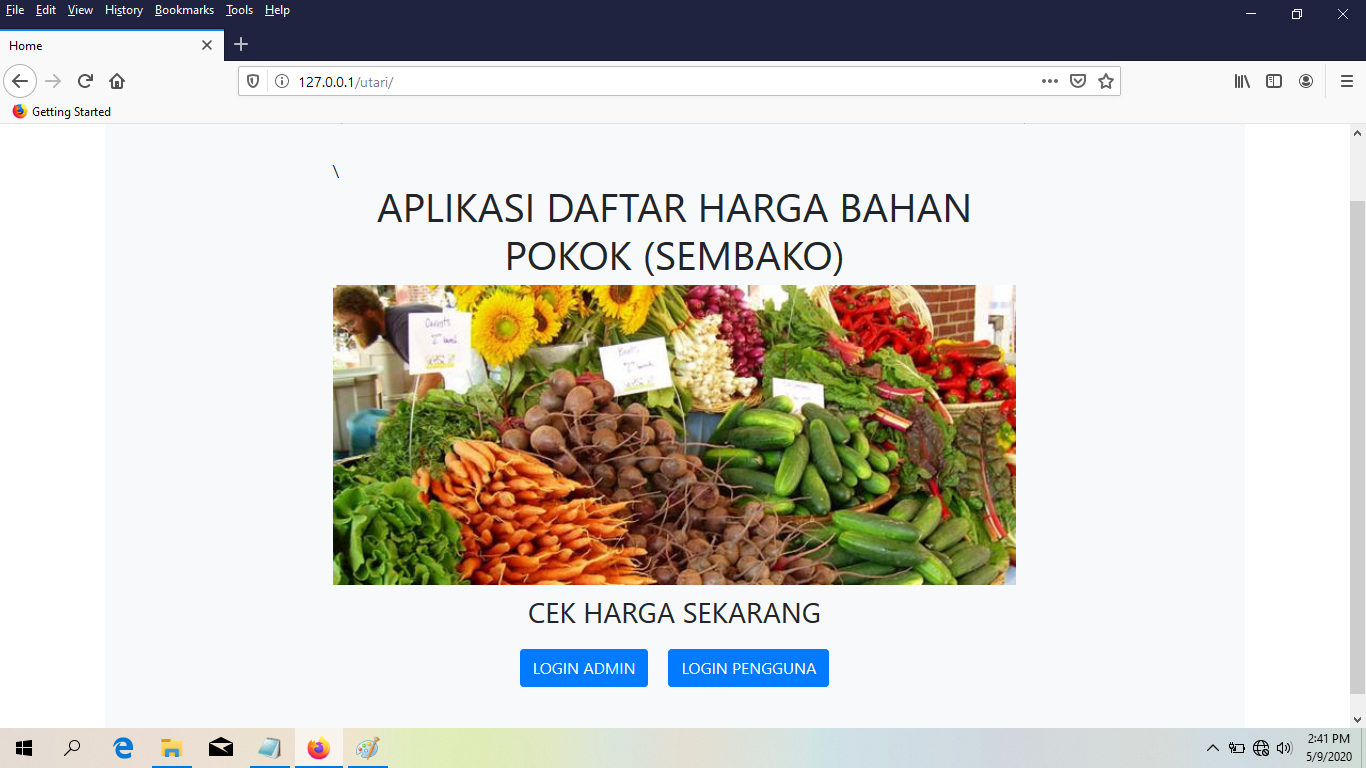 File Edit View History Bookmarks Tools Help
Home
127.0.0.1/utari/
Getting Started
\
APLIKASI DAFTAR HARGA BAHAN
POKOK (SEMBAKO)
Carrots
CEK HARGA SEKARANG
LOGIN ADMIN LOGIN PENGGUNA
2:41 PM
5/9/2020